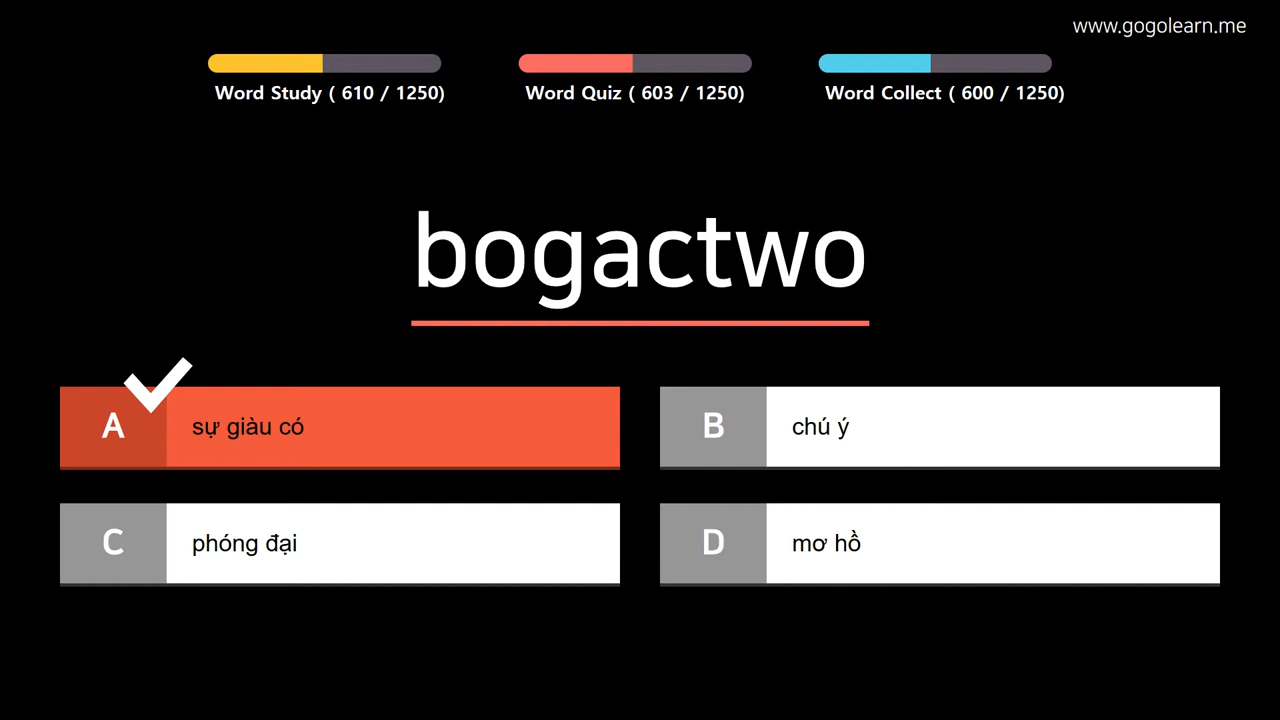 www.gogolearn.me
Word Study ( 610 / 1250)
Word Quiz ( 603 / 1250)
Word Collect ( 600 / 1250)
bogactwo
A sự giàu có
B chú ý
C phóng đại
D mơ hồ